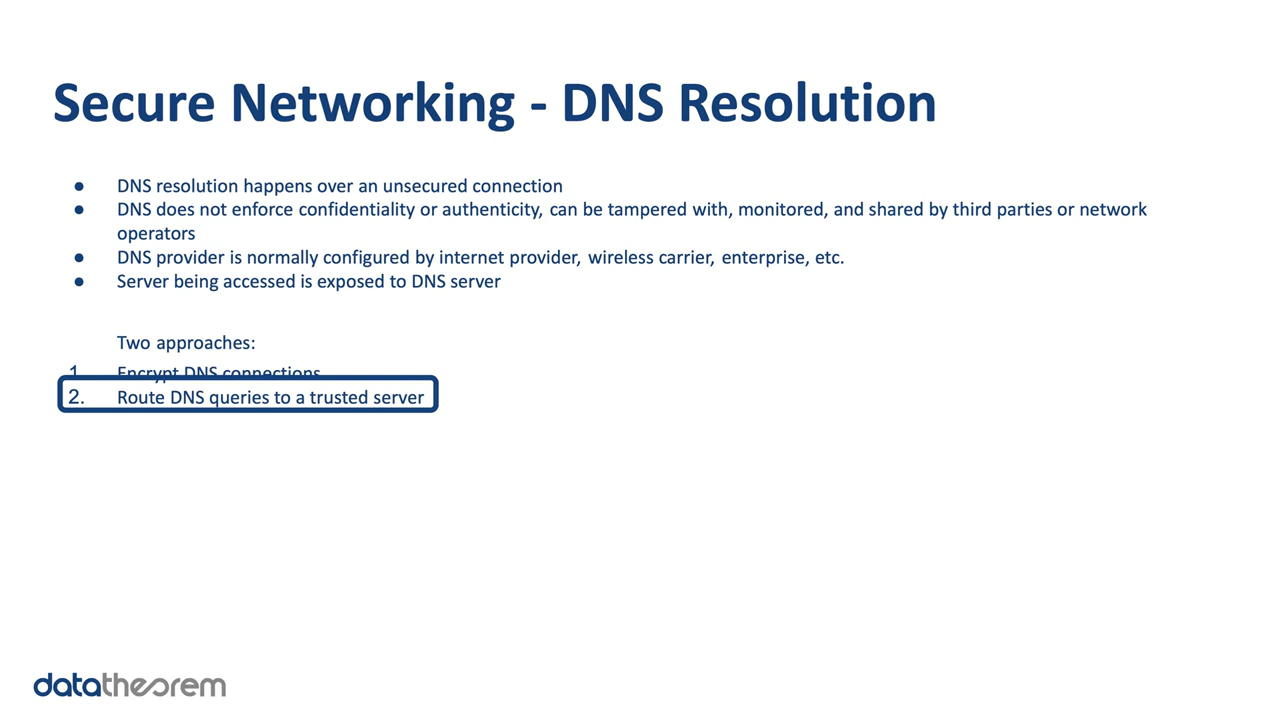 Secure Networking - DNS Resolution
● DNS resolution happens over an unsecured connection
● DNS does not enforce confidentiality or authenticity, can be tampered with, monitored, and shared by third parties or network
operators
● DNS provider is normally configured by internet provider, wireless carrier, enterprise, etc.
● Server being accessed is exposed to DNS server
Two approaches:
1. Encrypt DNS connections
2. Route DNS queries to a trusted server
datatheorem